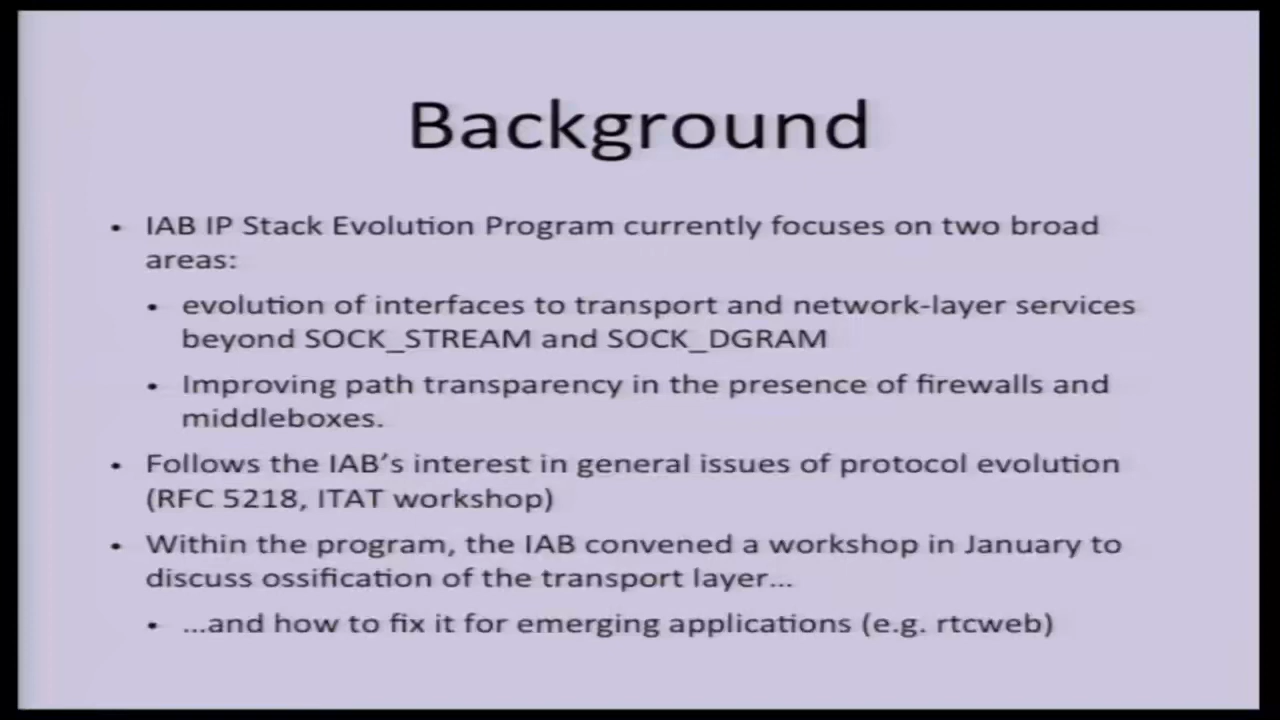 Background
• IAB IP Stack Evolution Program currently focuses on two broad
areas:
• evolution of interfaces to transport and network-layer services
beyond SOCK_STREAM and SOCK_DGRAM
• Improving path transparency in the presence of firewalls and
middleboxes.
• Follows the IAB’s interest in general issues of protocol evolution
(RFC 5218, ITAT workshop)
• Within the program, the IAB convened a workshop in January to
discuss ossification of the transport layer…
• …and how to fix it for emerging applications (e.g. rtcweb)